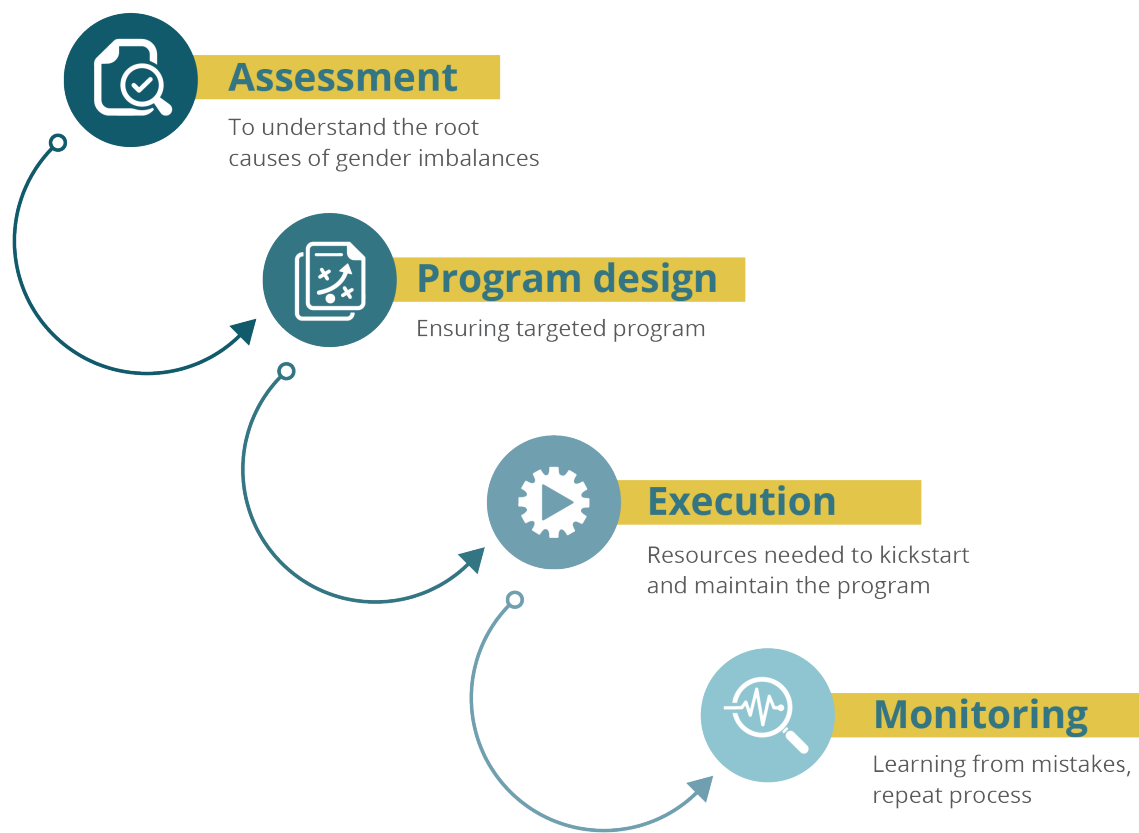 Assessment
To understand the root
causes of gender imbalances
Program design
Ensuring targeted program
Execution
Resources needed to kickstart
and maintain the program
Monitoring
Learning from mistakes,
repeat process